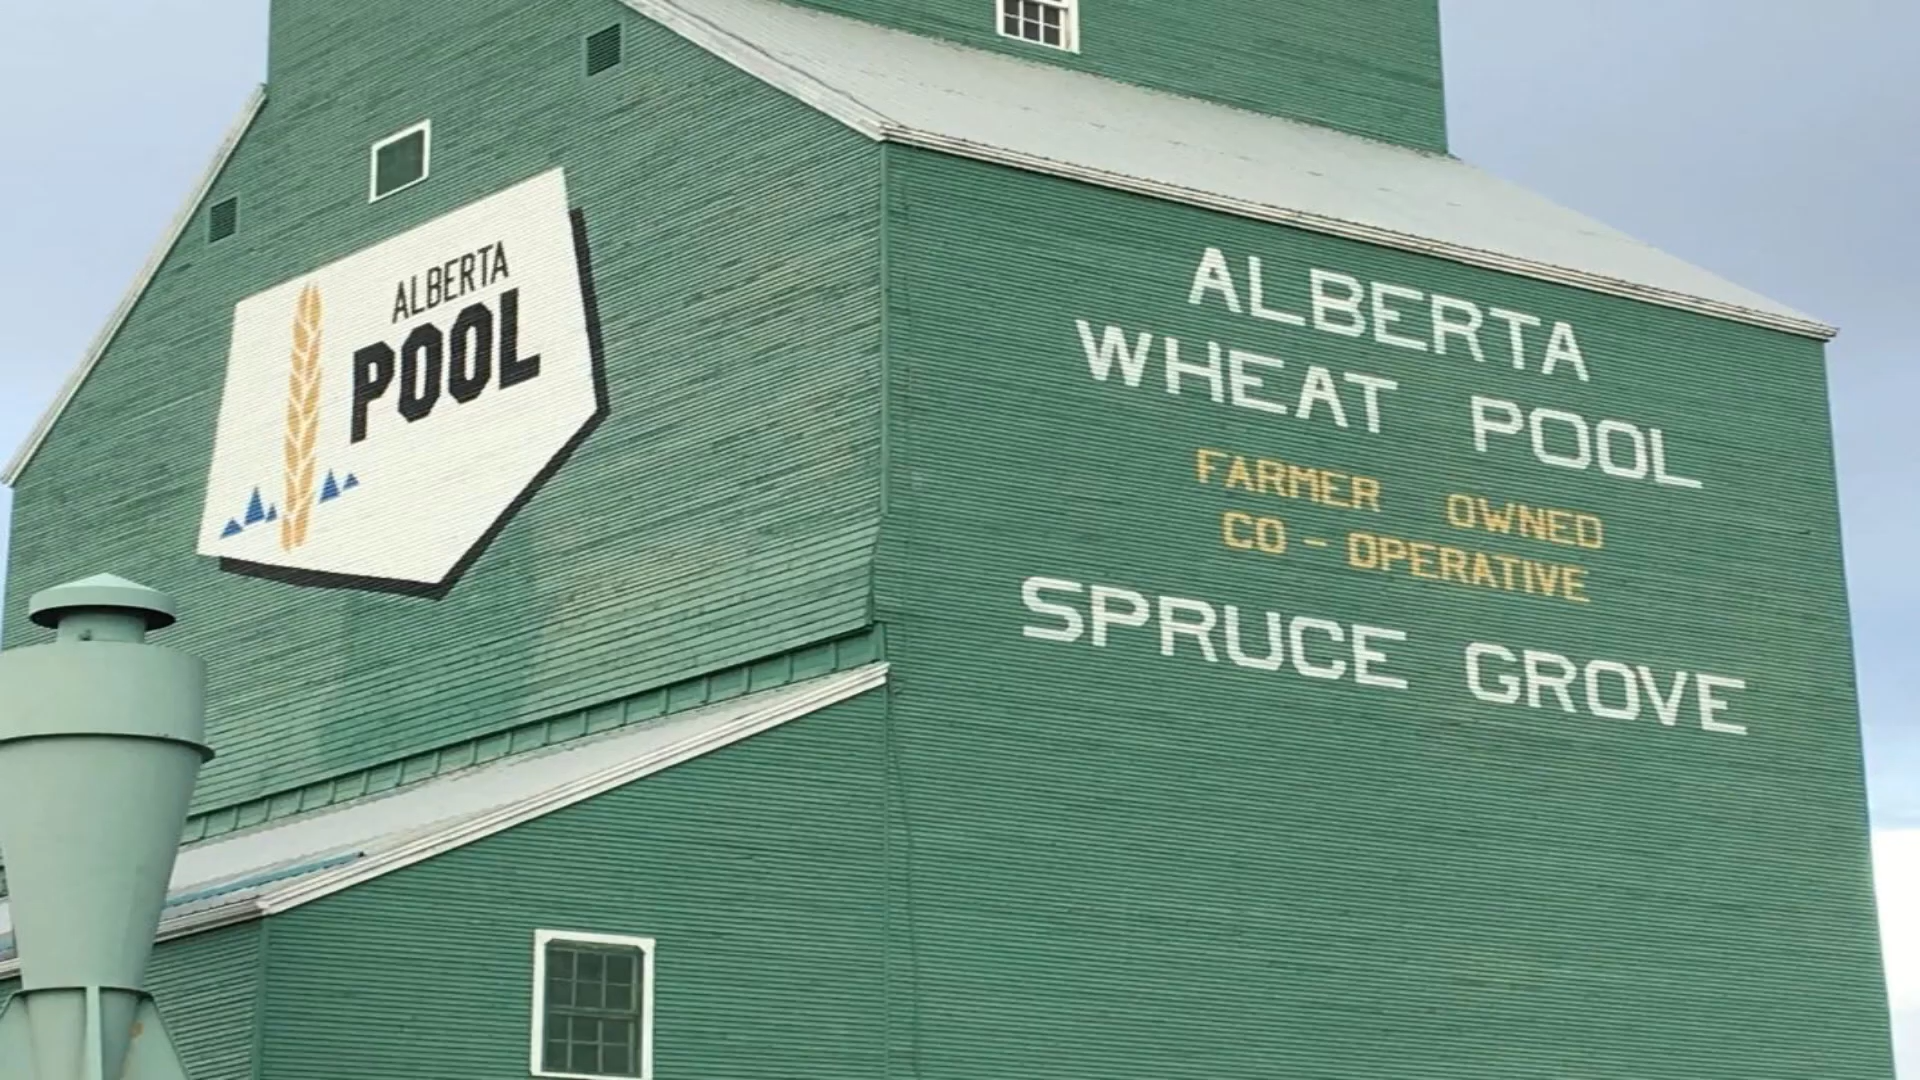 ALBERTA
POOL
ALBERTA
WHEAT POOL
FARMER OWNED
CO - OPERATIVE
SPRUCE GROVE